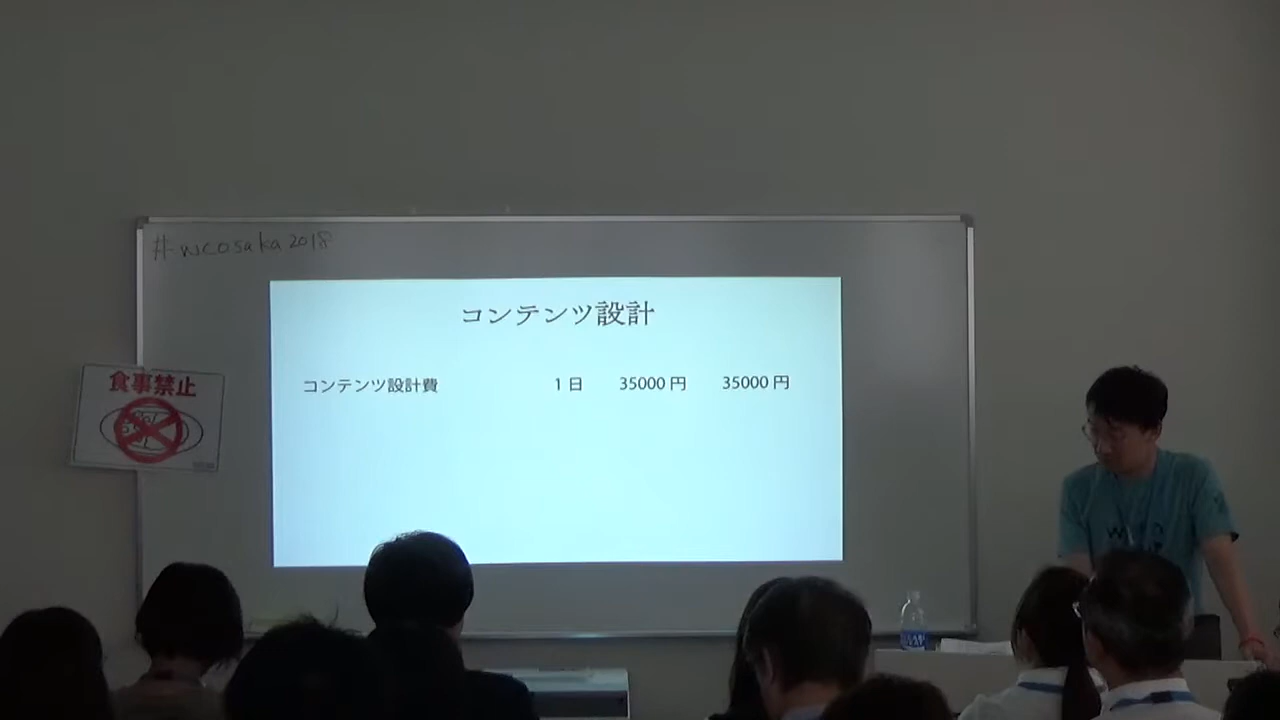 #wcosaka2018
コンテンツ設計
コンテンツ設計費 1日 35000円 35000円
食事禁止